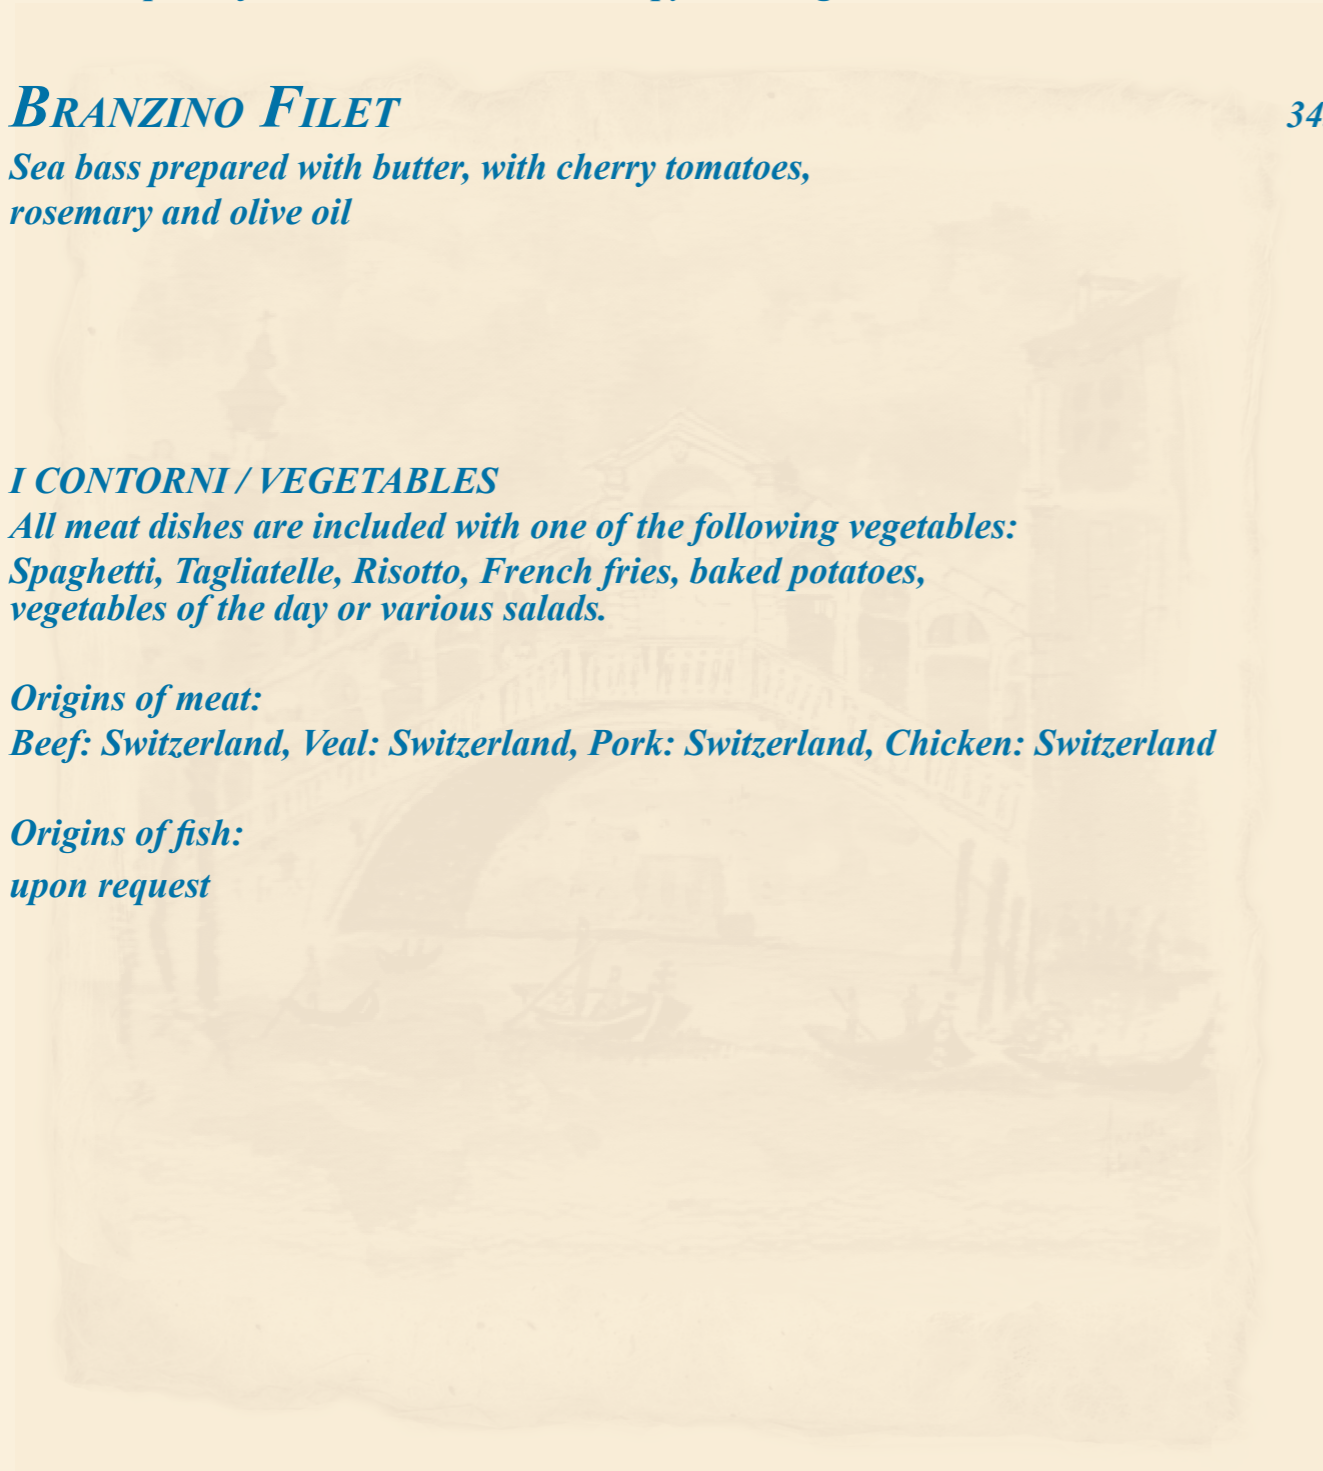 Branzino Filet 34
Sea bass prepared with butter, with cherry tomatoes,
rosemary and olive oil
I CONTORNI / VEGETABLES
All meat dishes are included with one of the following vegetables:
Spaghetti, Tagliatelle, Risotto, French fries, baked potatoes,
vegetables of the day or various salads.
Origins of meat:
Beef: Switzerland, Veal: Switzerland, Pork: Switzerland, Chicken: Switzerland
Origins of fish:
upon request